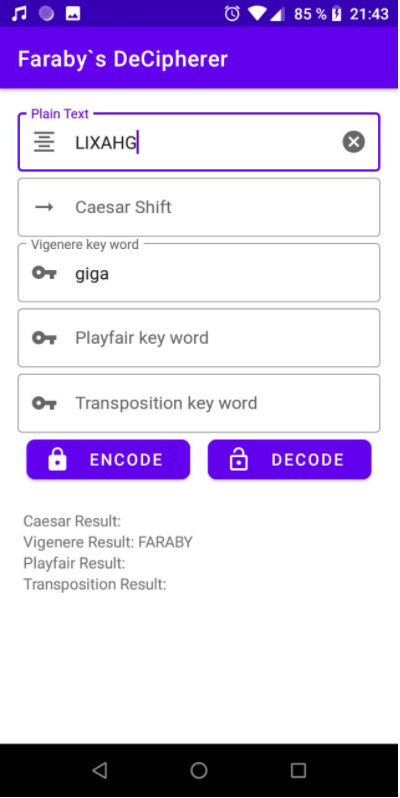 85 % 21:43
Faraby`s DeCipherer
Plain Text
LIXAHG
Caesar Shift
Vigenere key word
giga
Playfair key word
Transposition key word
ENCODE DECODE
Caesar Result:
Vigenere Result: FARABY
Playfair Result:
Transposition Result: